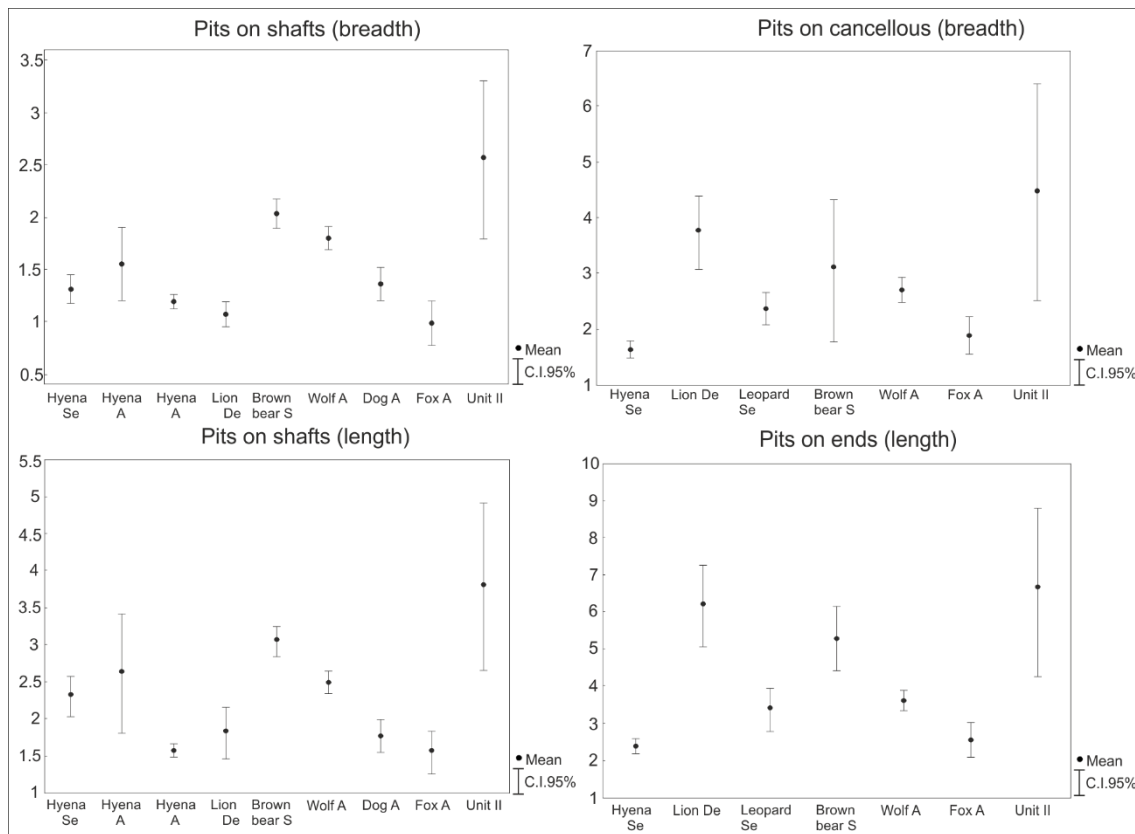 Pits on shafts (breadth)
3.5
3
2.5
2
1.5
1
0.5
Hyena Se
Hyena A
Hyena A
Lion De
Brown bear S
Wolf A
Dog A
Fox A
Unit II
Mean
C.I.95%
Pits on cancellous (breadth)
7
6
5
4
3
2
1
Hyena Se
Lion De
Leopard Se
Brown bear S
Wolf A
Fox A
Unit II
Mean
C.I.95%
Pits on shafts (length)
5.5
5
4.5
4
3.5
3
2.5
2
1.5
1
Hyena Se
Hyena A
Hyena A
Lion De
Brown bear S
Wolf A
Dog A
Fox A
Unit II
Mean
C.I.95%
Pits on ends (length)
10
9
8
7
6
5
4
3
2
1
Hyena Se
Lion De
Leopard Se
Brown bear S
Wolf A
Fox A
Unit II
Mean
C.I.95%